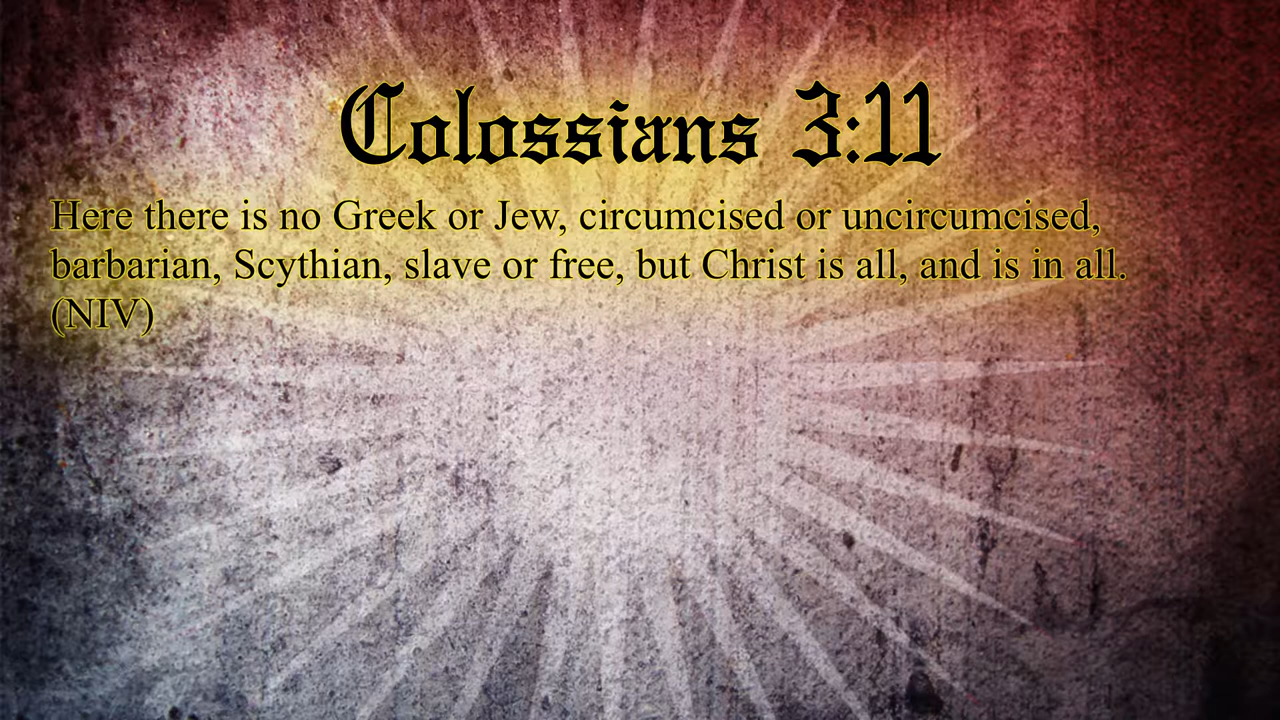 Colossians 3:11
Here there is no Greek or Jew, circumcised or uncircumcised,
barbarian, Scythian, slave or free, but Christ is all, and is in all.
(NIV)